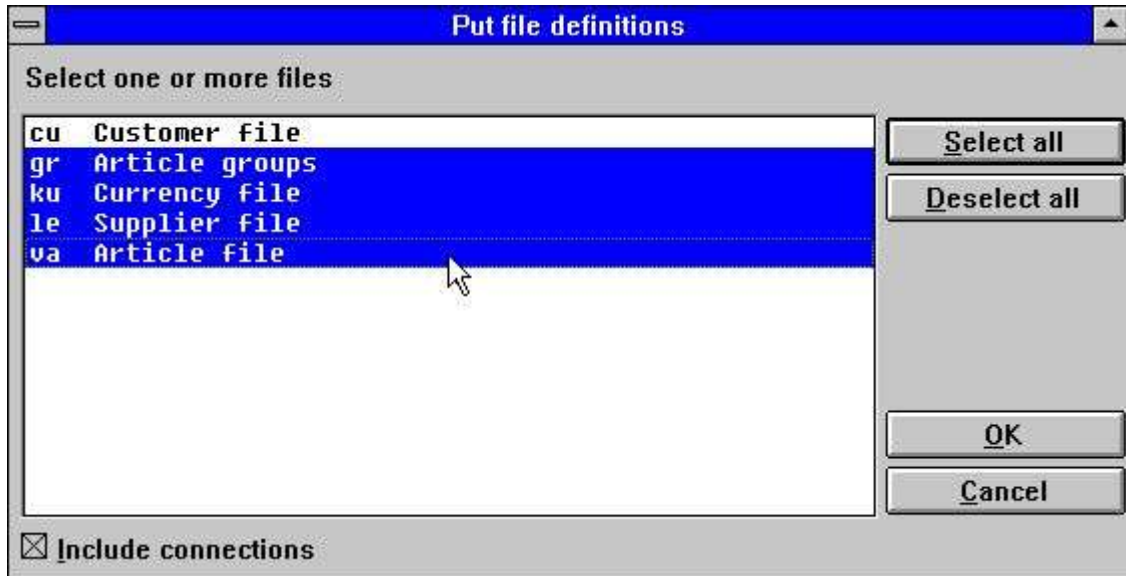 Put file definitions
Select one or more files
cu Customer file
gr Article groups
ku Currency file
le Supplier file
va Article file
Select all
Deselect all
OK
Cancel
Include connections